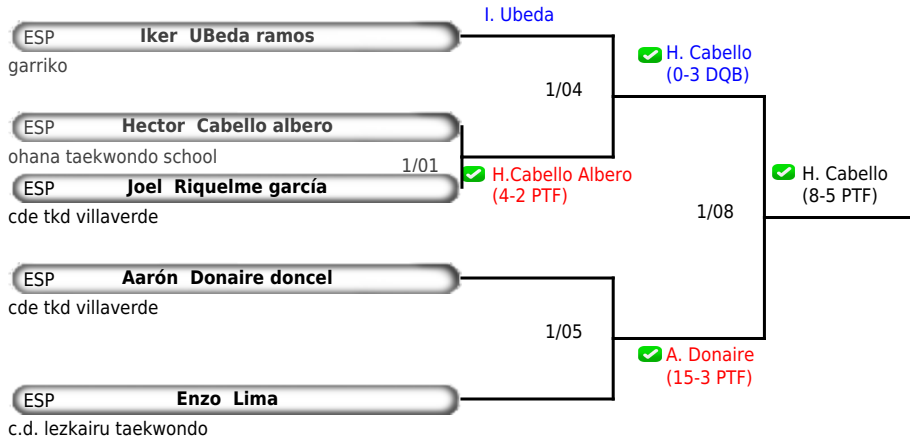 I. Ubeda
ESP Iker UBeda ramos
garriko
H. Cabello
(0-3 DQB)
1/04
ESP Hector Cabello albero
ohana taekwondo school
1/01
H.Cabello Albero
(4-2 PTF)
ESP Joel Riquelme garcía
cde tkd villaverde
H. Cabello
(8-5 PTF)
1/08
ESP Aarón Donaire doncel
cde tkd villaverde
1/05
A. Donaire
(15-3 PTF)
ESP Enzo Lima
c.d. lezkairu taekwondo